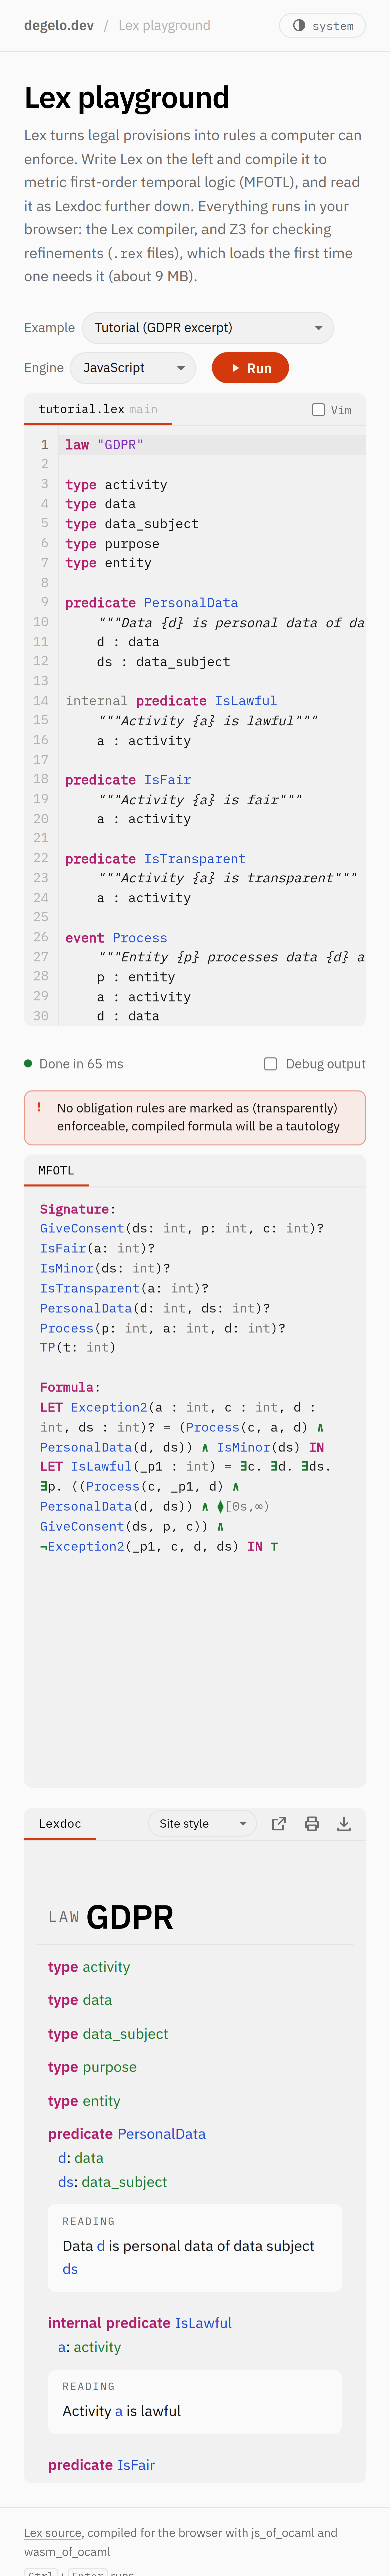 degelo.dev / Lex playground system
Lex playground
Lex turns legal provisions into rules a computer can
enforce. Write Lex on the left and compile it to
metric first-order temporal logic (MFOTL), and read
it as Lexdoc further down. Everything runs in your
browser: the Lex compiler, and Z3 for checking
refinements (.rex files), which loads the first time
one needs it (about 9 MB).
Example Tutorial (GDPR excerpt)
Engine JavaScript Run
tutorial.lex main Vim
1 law "GDPR"
2
3 type activity
4 type data
5 type data_subject
6 type purpose
7 type entity
8
9 predicate PersonalData
10 """Data {d} is personal data of da
11 d : data
12 ds : data_subject
13
14 internal predicate IsLawful
15 """Activity {a} is lawful"""
16 a : activity
17
18 predicate IsFair
19 """Activity {a} is fair"""
20 a : activity
21
22 predicate IsTransparent
23 """Activity {a} is transparent"""
24 a : activity
25
26 event Process
27 """Entity {p} processes data {d} a
28 p : entity
29 a : activity
30 d : data
Done in 65 ms Debug output
! No obligation rules are marked as (transparently)
enforceable, compiled formula will be a tautology
MFOTL
Signature:
GiveConsent(ds: int, p: int, c: int)?
IsFair(a: int)?
IsMinor(ds: int)?
IsTransparent(a: int)?
PersonalData(d: int, ds: int)?
Process(p: int, a: int, d: int)?
TP(t: int)
Formula:
LET Exception2(a : int, c : int, d :
int, ds : int)? = (Process(c, a, d) ∧
PersonalData(d, ds)) ∧ IsMinor(ds) IN
LET IsLawful(_p1 : int) = ∃c. ∃d. ∃ds.
∃p. ((Process(c, _p1, d) ∧
PersonalData(d, ds)) ∧ ⧫[0s,∞)
GiveConsent(ds, p, c)) ∧
¬Exception2(_p1, c, d, ds) IN ⊤
Lexdoc Site style
LAW GDPR
type activity
type data
type data_subject
type purpose
type entity
predicate PersonalData
d: data
ds: data_subject
READING
Data d is personal data of data subject
ds
internal predicate IsLawful
a: activity
READING
Activity a is lawful
predicate IsFair
Lex source, compiled for the browser with js_of_ocaml and
wasm_of_ocaml
Ctrl + Enter runs